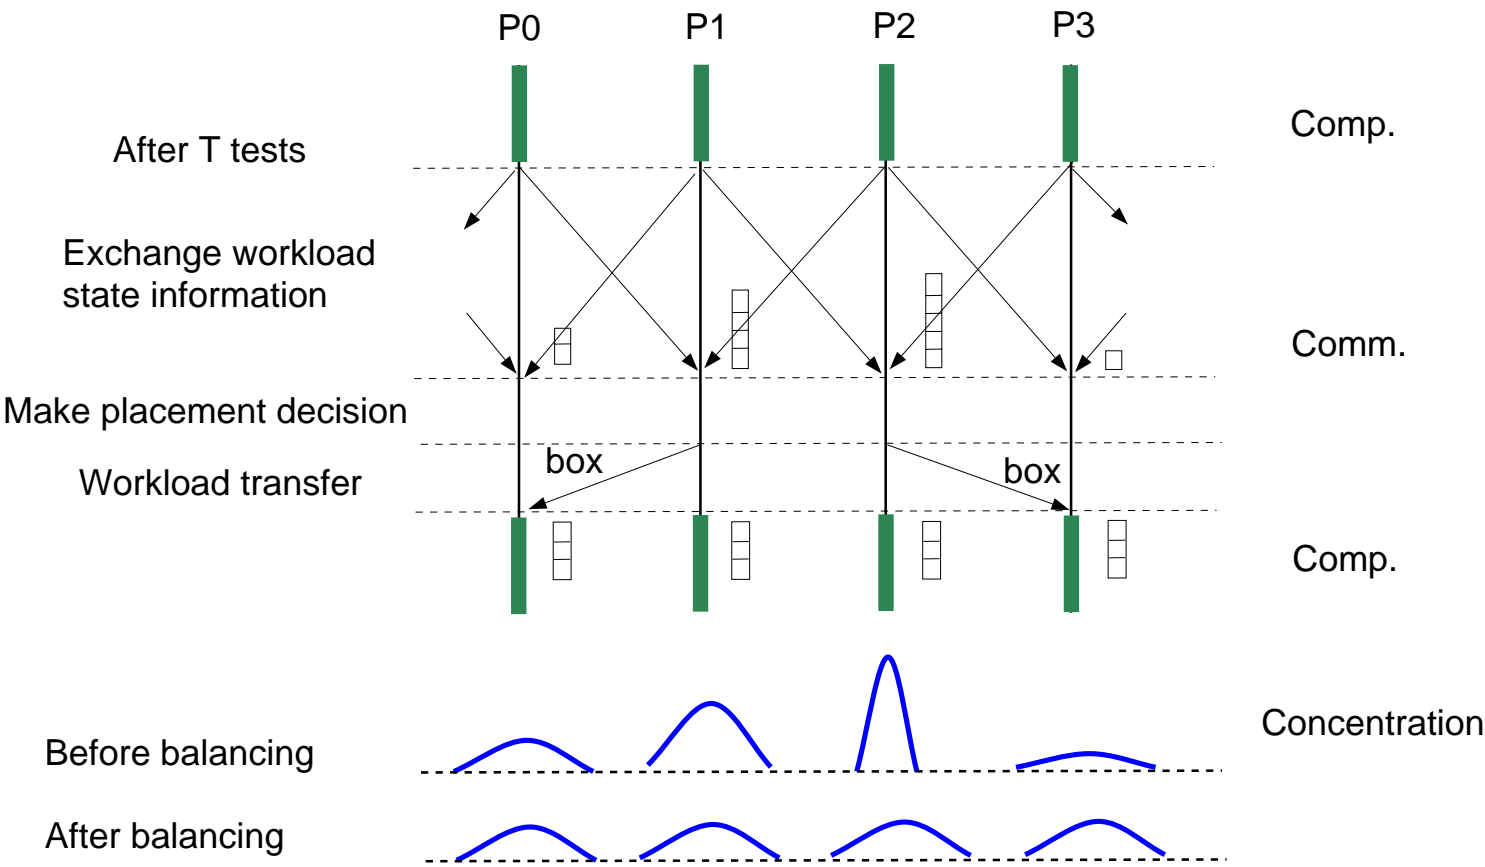 P0 P1 P2 P3
Comp.
After T tests
Exchange workload
state information
Comm.
Make placement decision
box
box
Workload transfer
Comp.
Concentration
Before balancing
After balancing